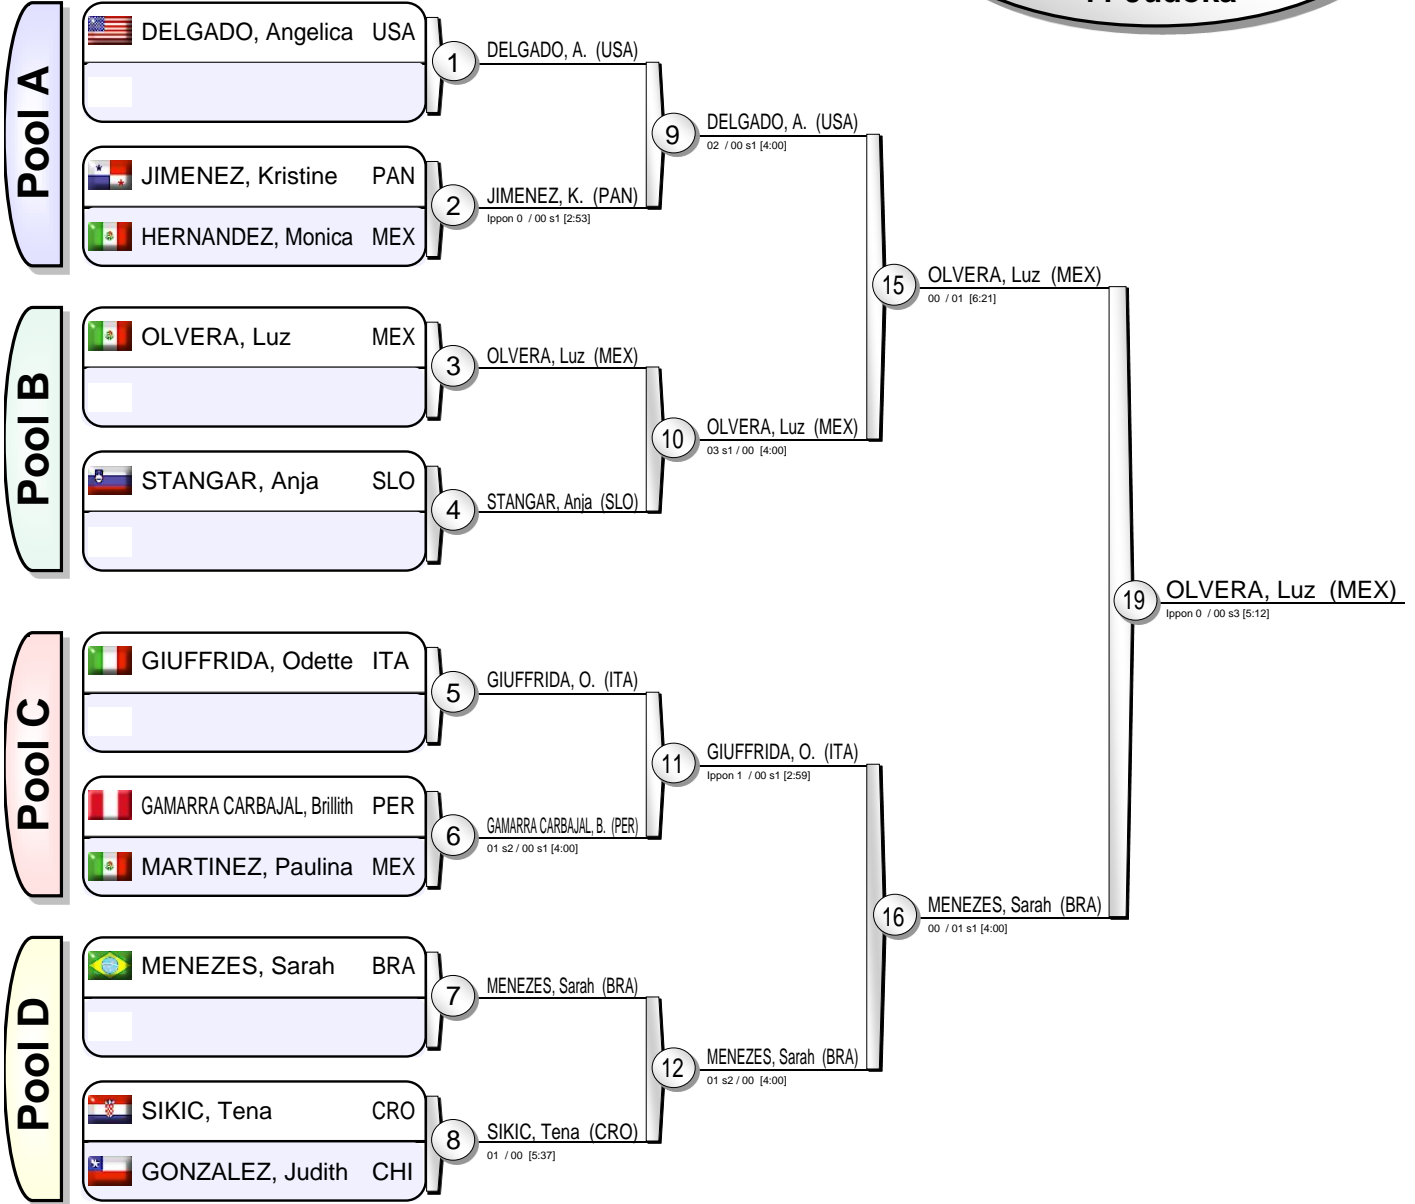 Pool A
DELGADO, Angelica USA
JIMENEZ, Kristine PAN
HERNANDEZ, Monica MEX
1
DELGADO, A. (USA)
2
JIMENEZ, K. (PAN)
Ippon 0 / 00 s1 [2:53]
9
DELGADO, A. (USA)
02 / 00 s1 [4:00]
Pool B
OLVERA, Luz MEX
STANGAR, Anja SLO
3
OLVERA, Luz (MEX)
4
STANGAR, Anja (SLO)
10
OLVERA, Luz (MEX)
03 s1 / 00 [4:00]
15
OLVERA, Luz (MEX)
00 / 01 [6:21]
Pool C
GIUFFRIDA, Odette ITA
GAMARRA CARBAJAL, Brillith PER
MARTINEZ, Paulina MEX
5
GIUFFRIDA, O. (ITA)
6
GAMARRA CARBAJAL, B. (PER)
01 s2 / 00 s1 [4:00]
11
GIUFFRIDA, O. (ITA)
Ippon 1 / 00 s1 [2:59]
Pool D
MENEZES, Sarah BRA
SIKIC, Tena CRO
GONZALEZ, Judith CHI
7
MENEZES, Sarah (BRA)
8
SIKIC, Tena (CRO)
01 / 00 [5:37]
12
MENEZES, Sarah (BRA)
01 s2 / 00 [4:00]
16
MENEZES, Sarah (BRA)
00 / 01 s1 [4:00]
19
OLVERA, Luz (MEX)
Ippon 0 / 00 s3 [5:12]